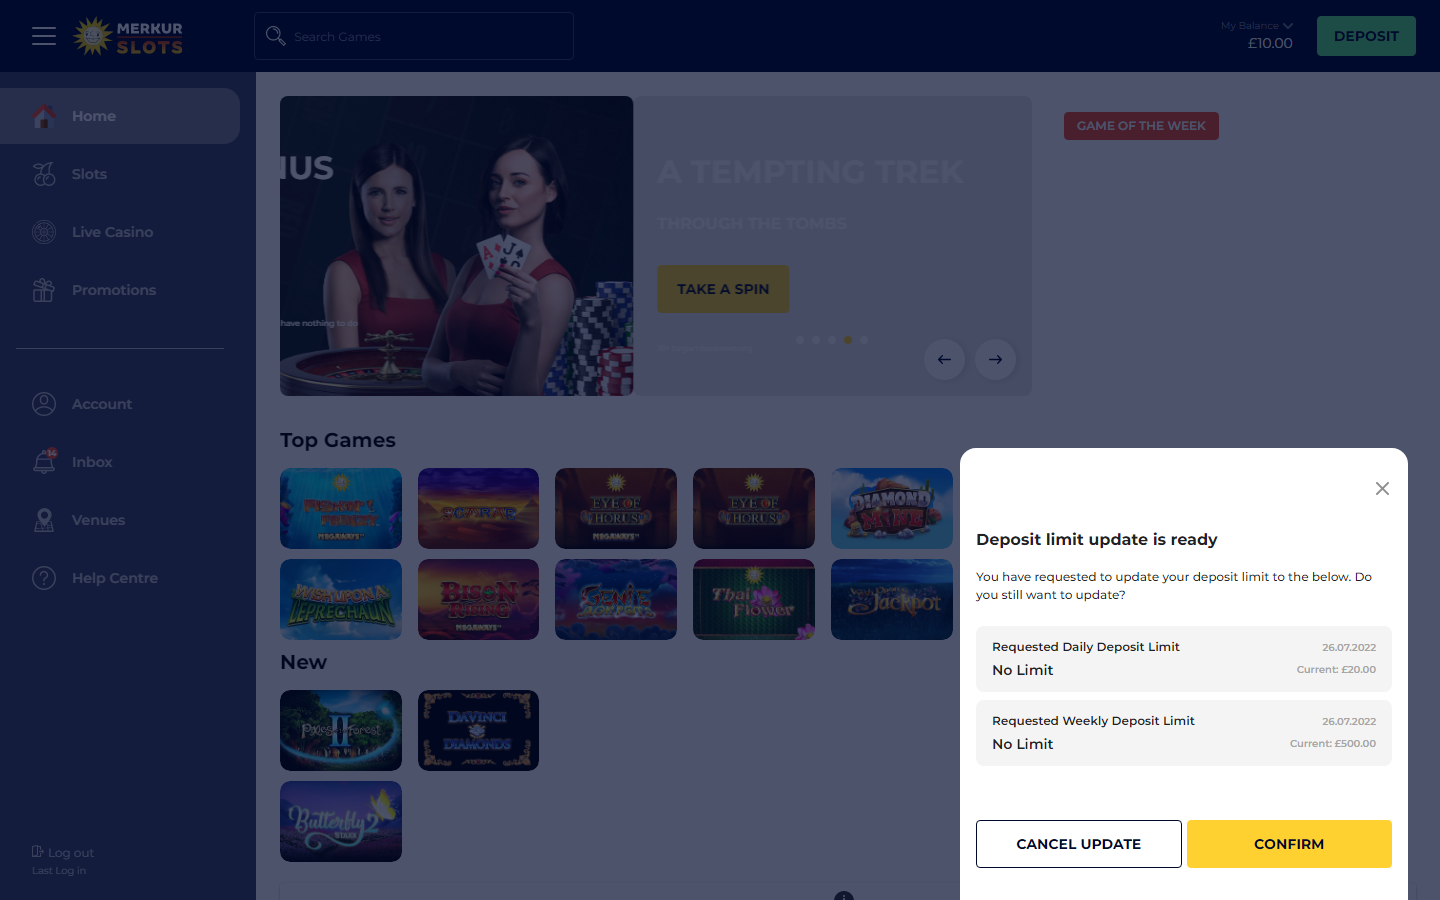 MERKUR
SLOTS
Search Games
My Balance
£10.00
DEPOSIT
Home
Slots
Live Casino
Promotions
Account
14
Inbox
Venues
Help Centre
Log out
Last Log in
NUS
have nothing to do
A TEMPTING TREK
THROUGH THE TOMBS
TAKE A SPIN
GAME OF THE WEEK
Top Games
MEGAWAYS
SCARAB
EYE OF HORUS
MEGAWAYS
EYE OF HORUS
DIAMOND MINE
WISH UPON A
LEPRECHAUN
BISON
RISING
MEGAWAYS
GENIE
JACKPOTS
Thai
Flower
Jackpot
New
Pixies of the Forest
II
DAVINCI
DIAMONDS
Butterfly
STAXX 2
Deposit limit update is ready
You have requested to update your deposit limit to the below. Do
you still want to update?
Requested Daily Deposit Limit 26.07.2022
No Limit Current: £20.00
Requested Weekly Deposit Limit 26.07.2022
No Limit Current: £500.00
CANCEL UPDATE
CONFIRM